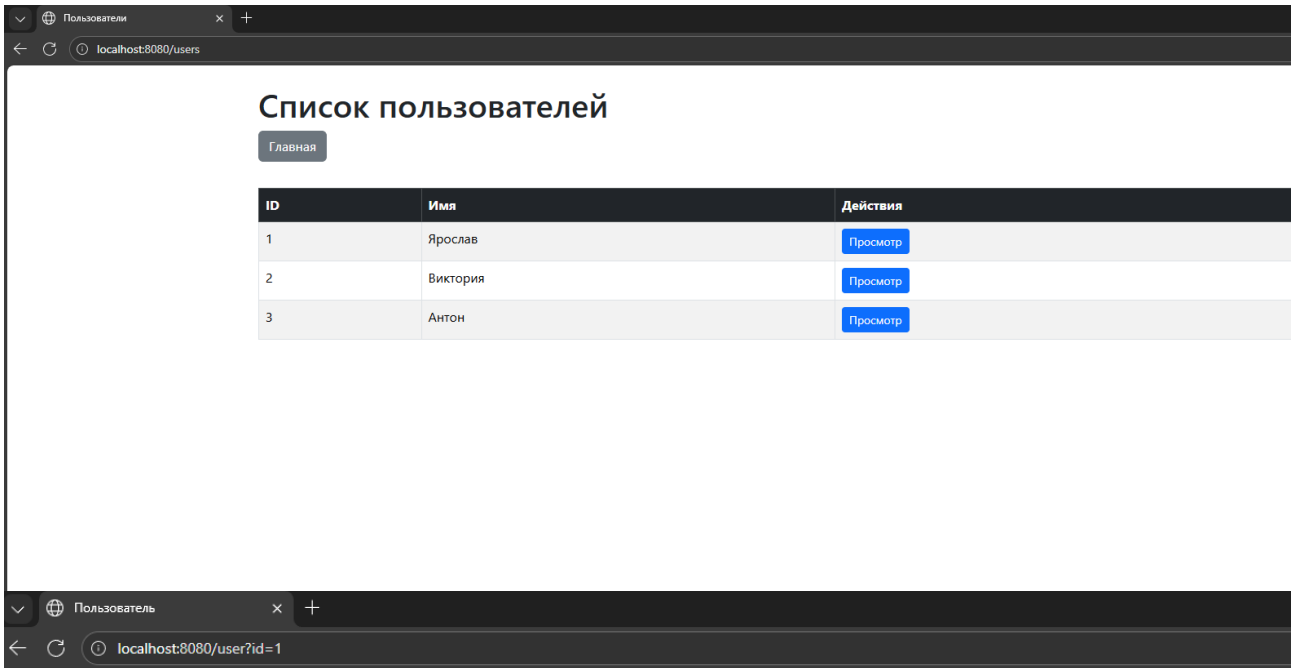 Пользователи
localhost:8080/users
Список пользователей
Главная
ID Имя Действия
1 Ярослав Просмотр
2 Виктория Просмотр
3 Антон Просмотр
Пользователь
localhost:8080/user?id=1